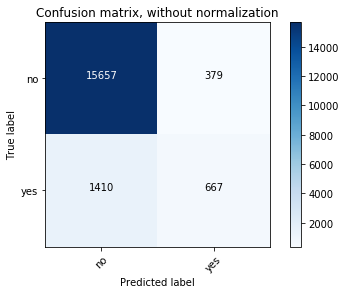 Confusion matrix, without normalization
True label
no
yes
15657 379
1410 667
no yes
Predicted label
14000
12000
10000
8000
6000
4000
2000